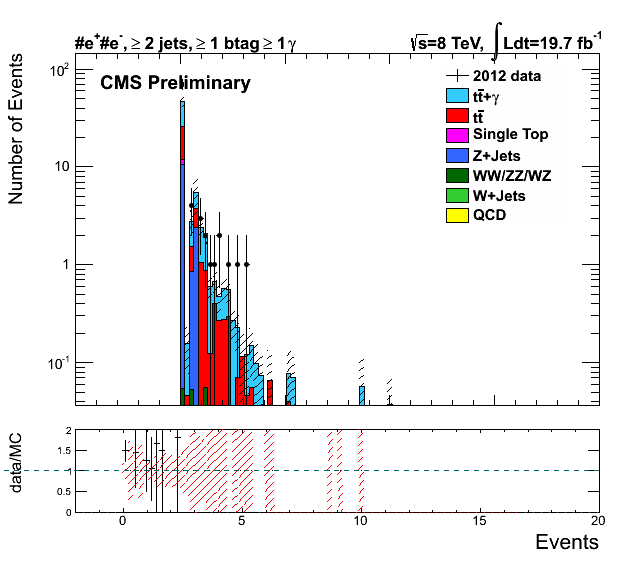 #e⁺#e⁻, ≥ 2 jets, ≥ 1 btag ≥ 1 γ
√s=8 TeV, ∫Ldt=19.7 fb⁻¹
CMS Preliminary
2012 data
tt̄+γ
tt̄
Single Top
Z+Jets
WW/ZZ/WZ
W+Jets
QCD
Number of Events
10²
10
1
10⁻¹
data/MC
2
1.5
1
0.5
0
0 5 10 15 20
Events